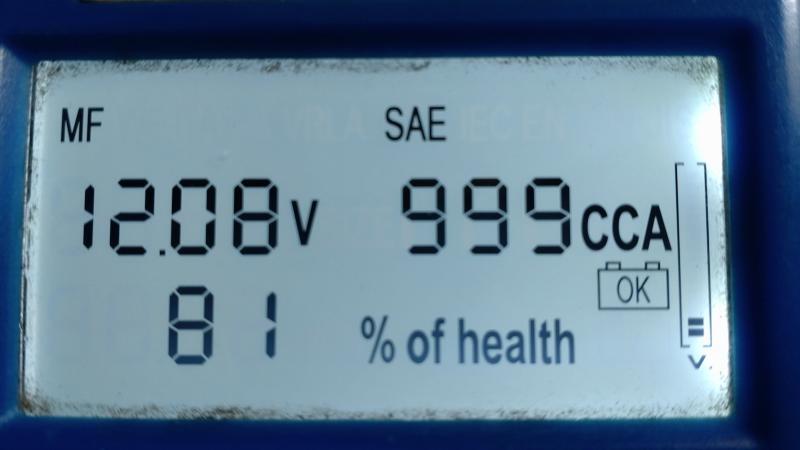 MF SAE
12.08V 999CCA
OK
81 % of health